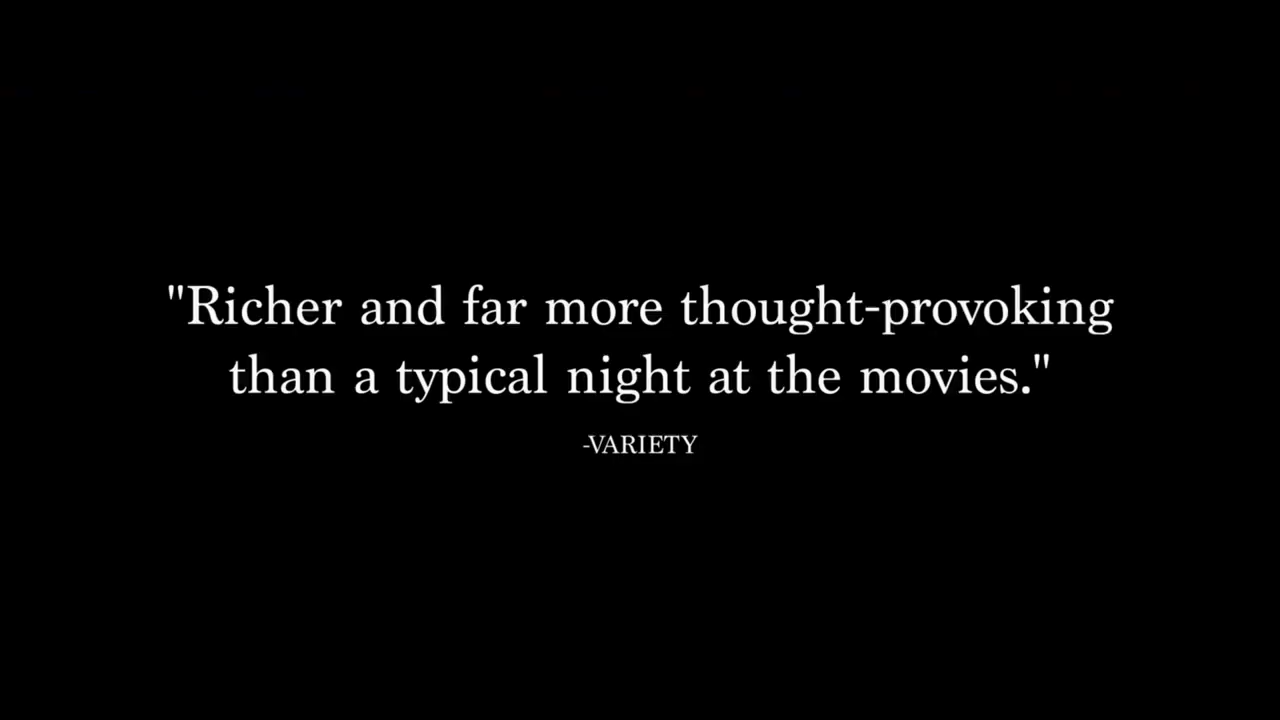 "Richer and far more thought-provoking
than a typical night at the movies."
-VARIETY